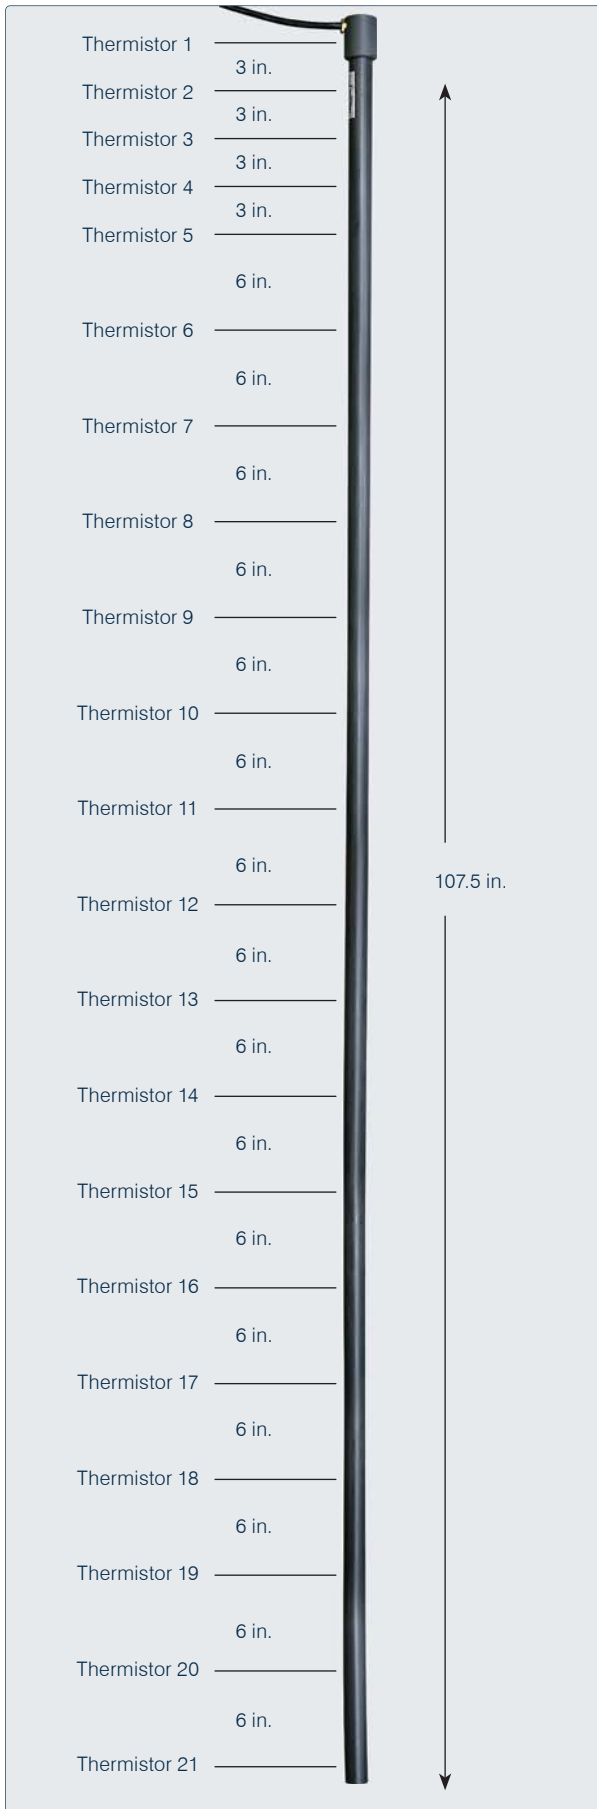 Thermistor 1
3 in.
Thermistor 2
3 in.
Thermistor 3
3 in.
Thermistor 4
3 in.
Thermistor 5
6 in.
Thermistor 6
6 in.
Thermistor 7
6 in.
Thermistor 8
6 in.
Thermistor 9
6 in.
Thermistor 10
6 in.
Thermistor 11
6 in.
107.5 in.
Thermistor 12
6 in.
Thermistor 13
6 in.
Thermistor 14
6 in.
Thermistor 15
6 in.
Thermistor 16
6 in.
Thermistor 17
6 in.
Thermistor 18
6 in.
Thermistor 19
6 in.
Thermistor 20
6 in.
Thermistor 21